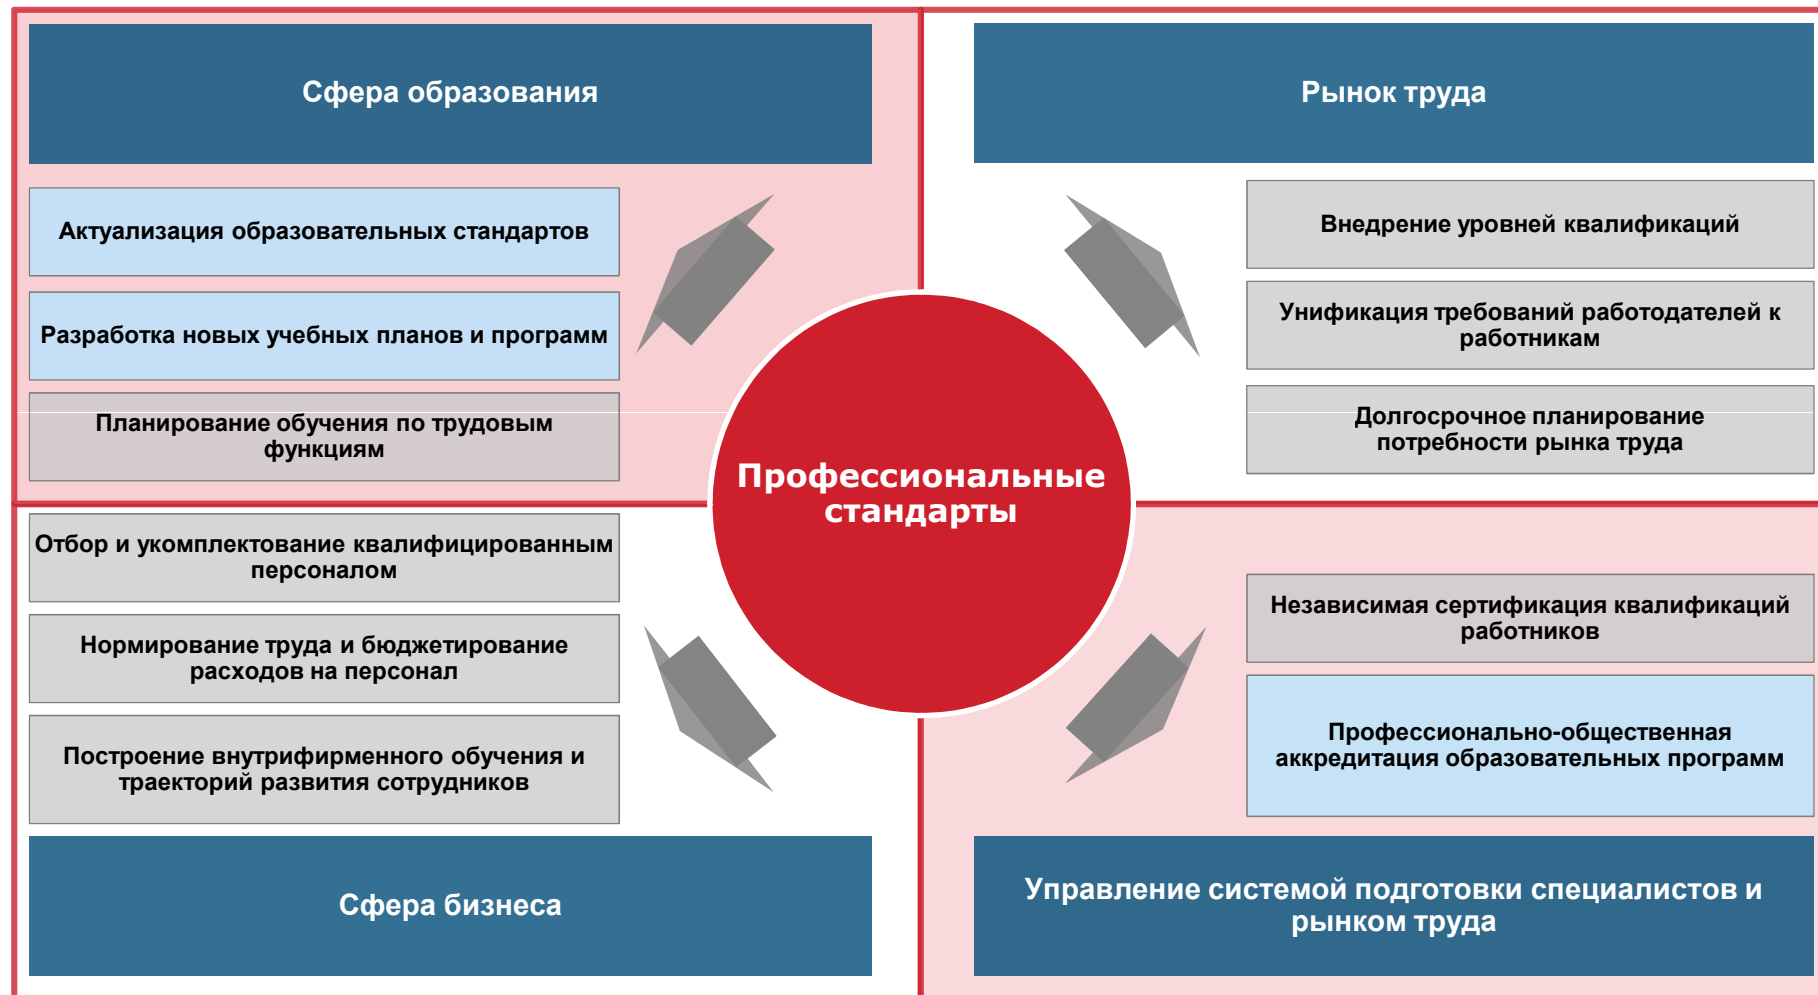 Сфера образования
Актуализация образовательных стандартов
Разработка новых учебных планов и программ
Планирование обучения по трудовым
функциям
Рынок труда
Внедрение уровней квалификаций
Унификация требований работодателей к
работникам
Долгосрочное планирование
потребности рынка труда
Профессиональные
стандарты
Отбор и укомплектование квалифицированным
персоналом
Нормирование труда и бюджетирование
расходов на персонал
Построение внутрифирменного обучения и
траекторий развития сотрудников
Сфера бизнеса
Независимая сертификация квалификаций
работников
Профессионально-общественная
аккредитация образовательных программ
Управление системой подготовки специалистов и
рынком труда